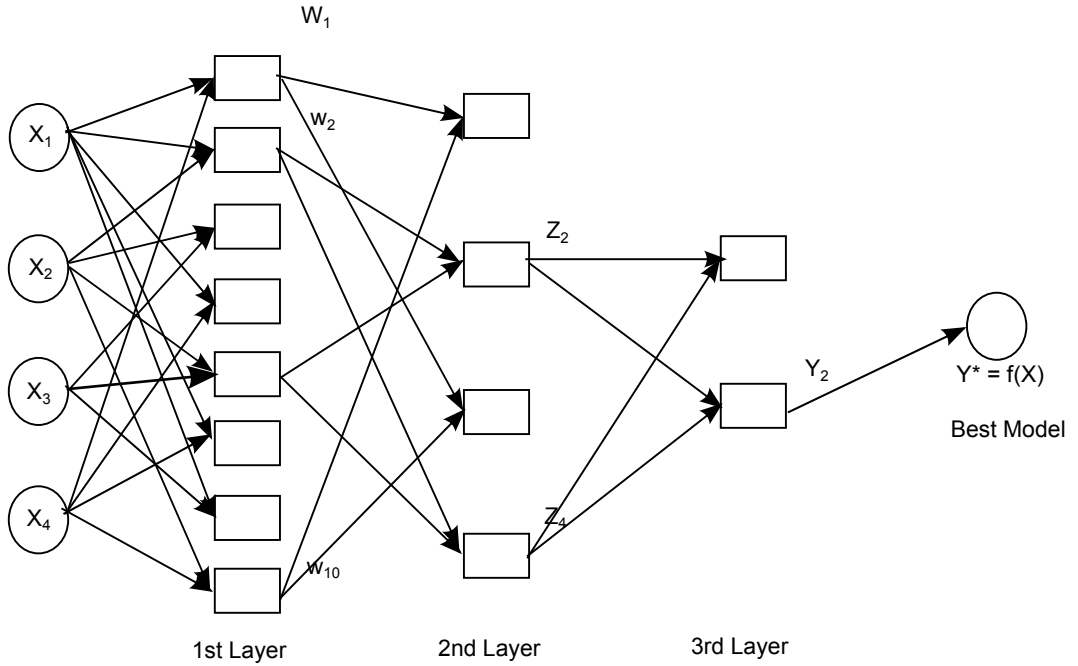 W₁
X₁
w₂
X₂
Z₂
X₃
Y₂
Y* = f(X)
Best Model
X₄
Z₄
w₁₀
1st Layer
2nd Layer
3rd Layer